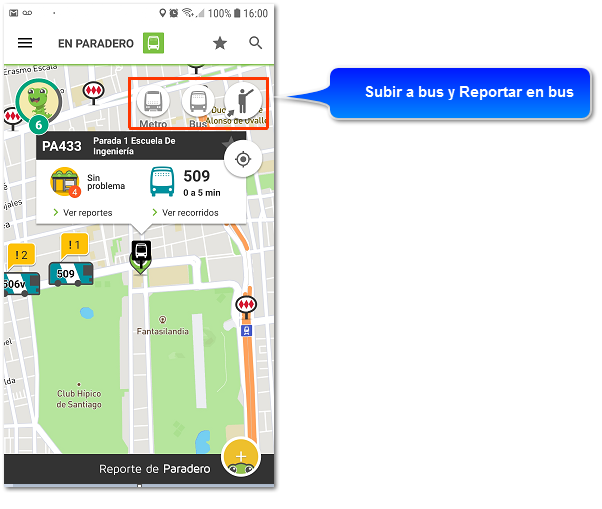 100% 16:00
EN PARADERO
Erasmo Escala
6
Metro
Bus
Alonso de Ovalle
PA433
Parada 1 Escuela De
Ingeniería
Sin
problema
4
509
0 a 5 min
Ver reportes
Ver recorridos
! 2
! 1
506v
509
Fantasilandia
Club Hípico
de Santiago
+
Reporte de Paradero
Subir a bus y Reportar en bus